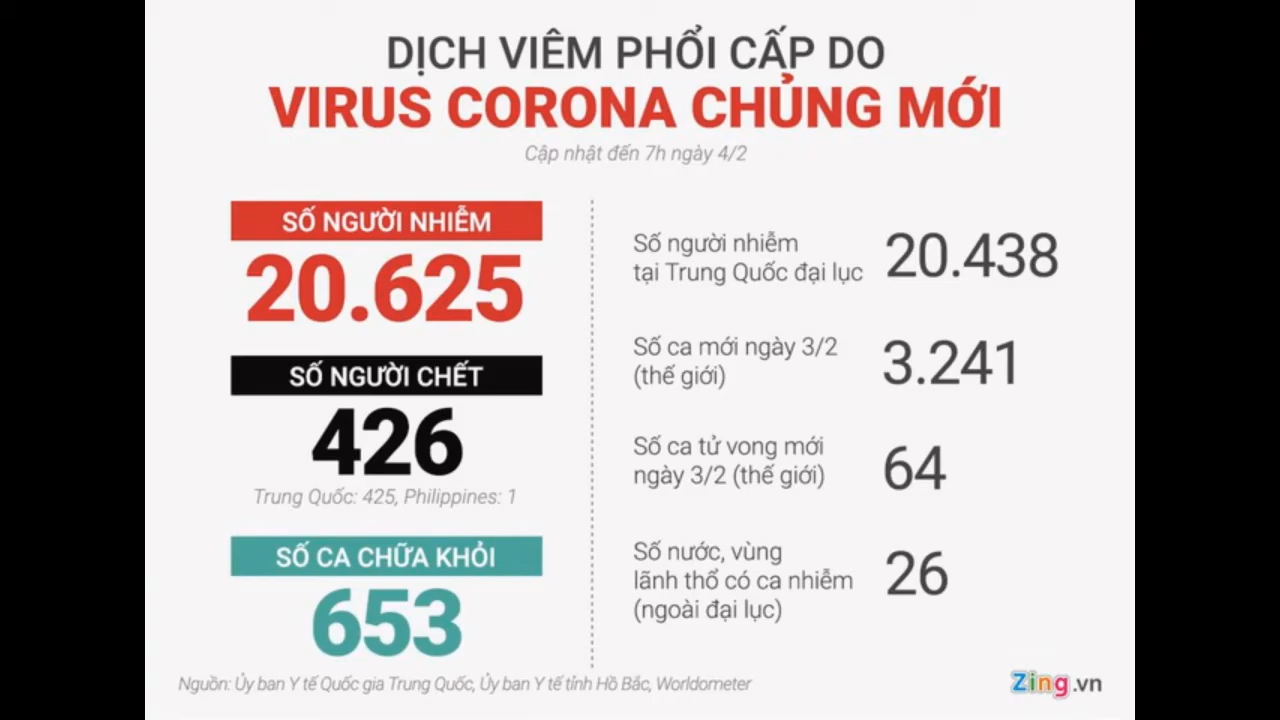 DỊCH VIÊM PHỔI CẤP DO
VIRUS CORONA CHỦNG MỚI
Cập nhật đến 7h ngày 4/2
SỐ NGƯỜI NHIỄM
20.625
SỐ NGƯỜI CHẾT
426
Trung Quốc: 425, Philippines: 1
SỐ CA CHỮA KHỎI
653
Số người nhiễm
tại Trung Quốc đại lục
20.438
Số ca mới ngày 3/2
(thế giới)
3.241
Số ca tử vong mới
ngày 3/2 (thế giới)
64
Số nước, vùng
lãnh thổ có ca nhiễm
(ngoài đại lục)
26
Nguồn: Ủy ban Y tế Quốc gia Trung Quốc, Ủy ban Y tế tỉnh Hồ Bắc, Worldometer
Zing.vn